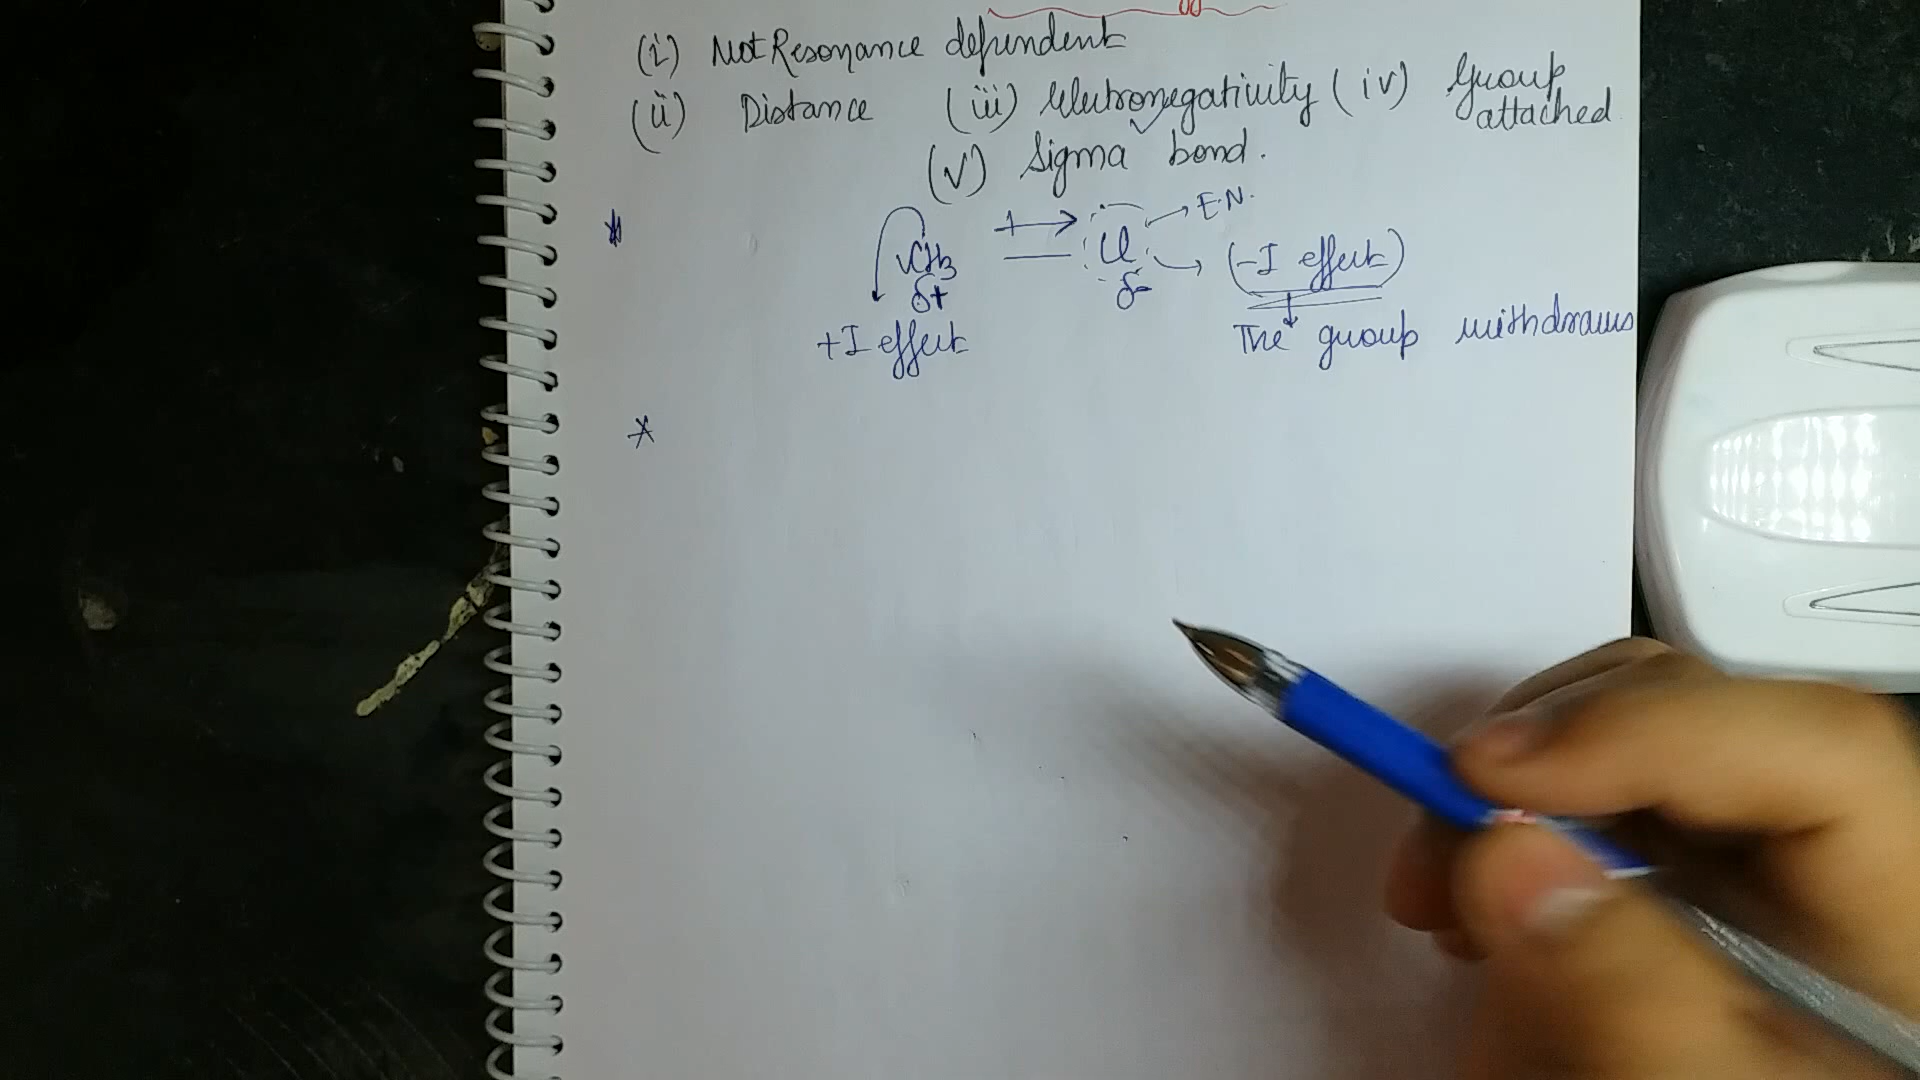 (i) Not Resonance dependent
(ii) Distance (iii) Electronegativity (iv) Group attached
(v) Sigma bond.
* CH3 Cl E.N.
δ+ δ- (-I effect)
+I effect The group withdraws
*